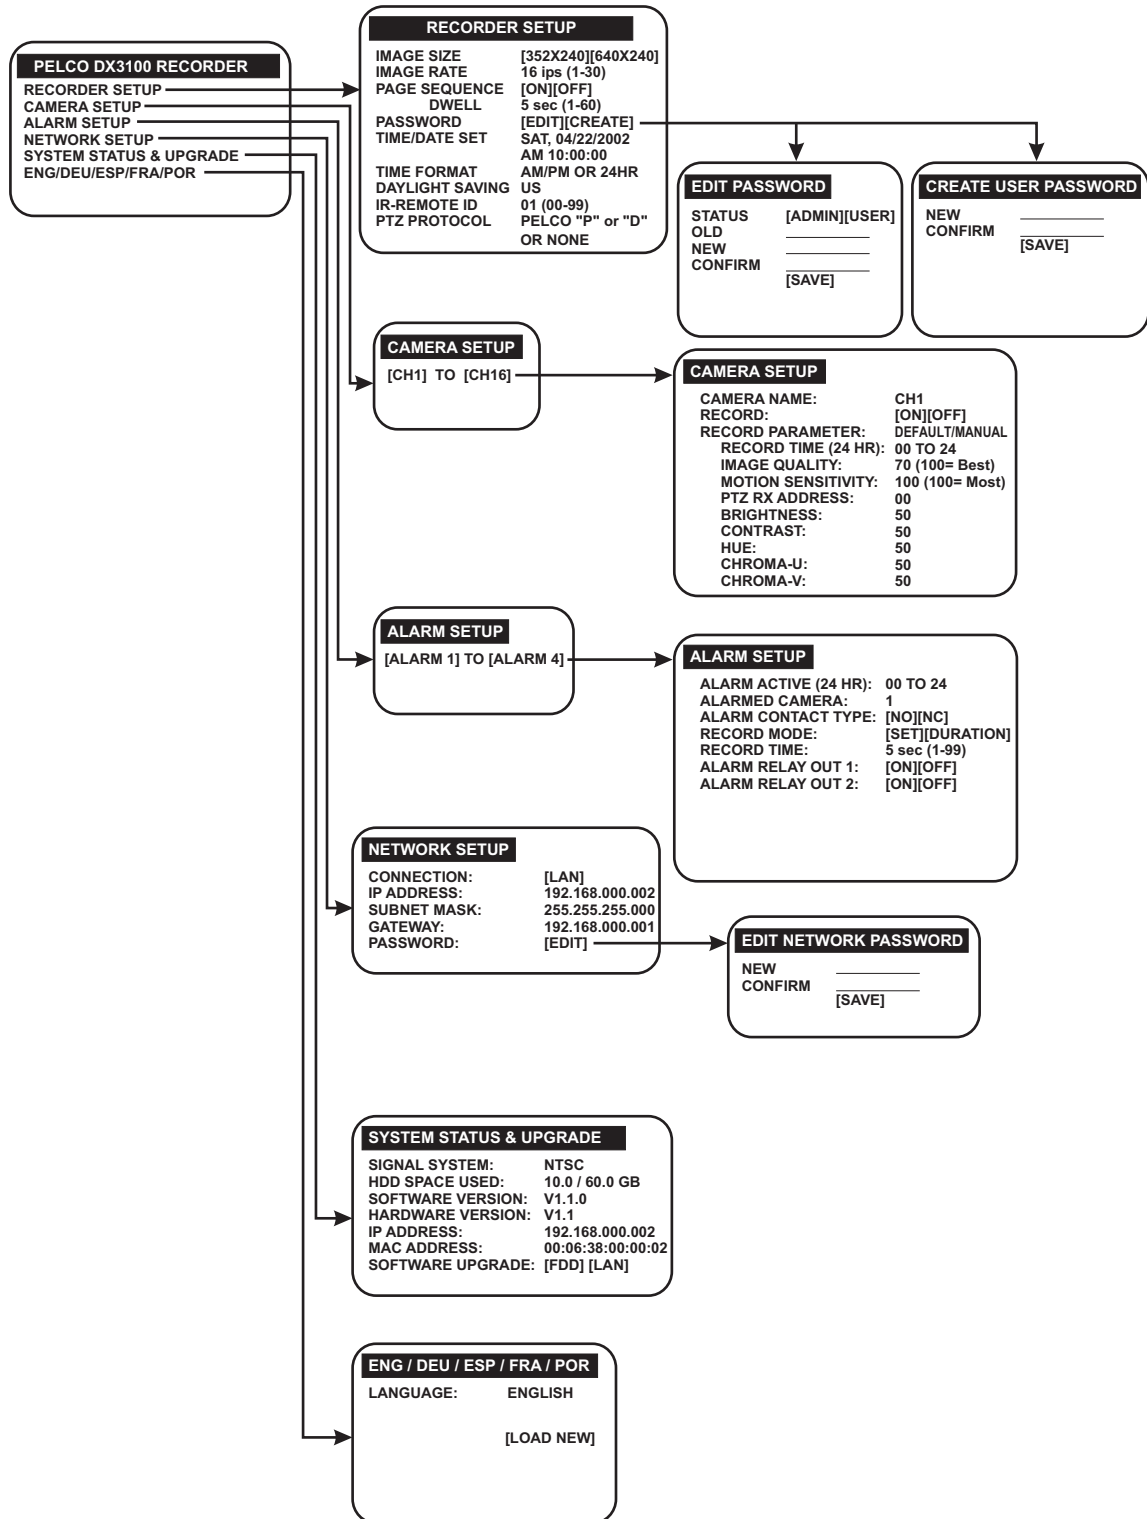 PELCO DX3100 RECORDER
RECORDER SETUP
CAMERA SETUP
ALARM SETUP
NETWORK SETUP
SYSTEM STATUS & UPGRADE
ENG/DEU/ESP/FRA/POR
RECORDER SETUP
IMAGE SIZE [352X240][640X240]
IMAGE RATE 16 ips (1-30)
PAGE SEQUENCE [ON][OFF]
DWELL 5 sec (1-60)
PASSWORD [EDIT][CREATE]
TIME/DATE SET SAT, 04/22/2002
AM 10:00:00
TIME FORMAT AM/PM OR 24HR
DAYLIGHT SAVING US
IR-REMOTE ID 01 (00-99)
PTZ PROTOCOL PELCO "P" or "D"
OR NONE
EDIT PASSWORD
STATUS [ADMIN][USER]
OLD
NEW
CONFIRM
[SAVE]
CREATE USER PASSWORD
NEW
CONFIRM
[SAVE]
CAMERA SETUP
[CH1] TO [CH16]
CAMERA SETUP
CAMERA NAME: CH1
RECORD: [ON][OFF]
RECORD PARAMETER: DEFAULT/MANUAL
RECORD TIME (24 HR): 00 TO 24
IMAGE QUALITY: 70 (100= Best)
MOTION SENSITIVITY: 100 (100= Most)
PTZ RX ADDRESS: 00
BRIGHTNESS: 50
CONTRAST: 50
HUE: 50
CHROMA-U: 50
CHROMA-V: 50
ALARM SETUP
[ALARM 1] TO [ALARM 4]
ALARM SETUP
ALARM ACTIVE (24 HR): 00 TO 24
ALARMED CAMERA: 1
ALARM CONTACT TYPE: [NO][NC]
RECORD MODE: [SET][DURATION]
RECORD TIME: 5 sec (1-99)
ALARM RELAY OUT 1: [ON][OFF]
ALARM RELAY OUT 2: [ON][OFF]
NETWORK SETUP
CONNECTION: [LAN]
IP ADDRESS: 192.168.000.002
SUBNET MASK: 255.255.255.000
GATEWAY: 192.168.000.001
PASSWORD: [EDIT]
EDIT NETWORK PASSWORD
NEW
CONFIRM
[SAVE]
SYSTEM STATUS & UPGRADE
SIGNAL SYSTEM: NTSC
HDD SPACE USED: 10.0 / 60.0 GB
SOFTWARE VERSION: V1.1.0
HARDWARE VERSION: V1.1
IP ADDRESS: 192.168.000.002
MAC ADDRESS: 00:06:38:00:00:02
SOFTWARE UPGRADE: [FDD] [LAN]
ENG / DEU / ESP / FRA / POR
LANGUAGE: ENGLISH
[LOAD NEW]